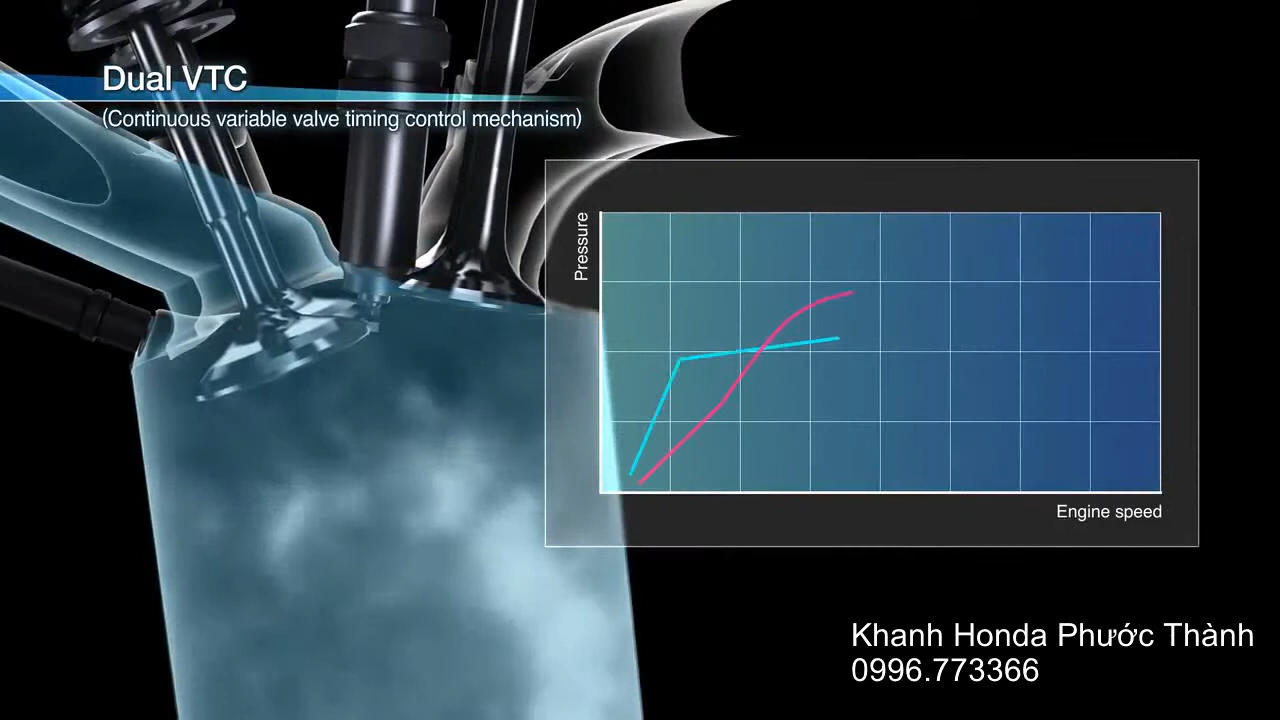 Dual VTC
(Continuous variable valve timing control mechanism)
Pressure
Engine speed
Khanh Honda Phước Thành
0996.773366